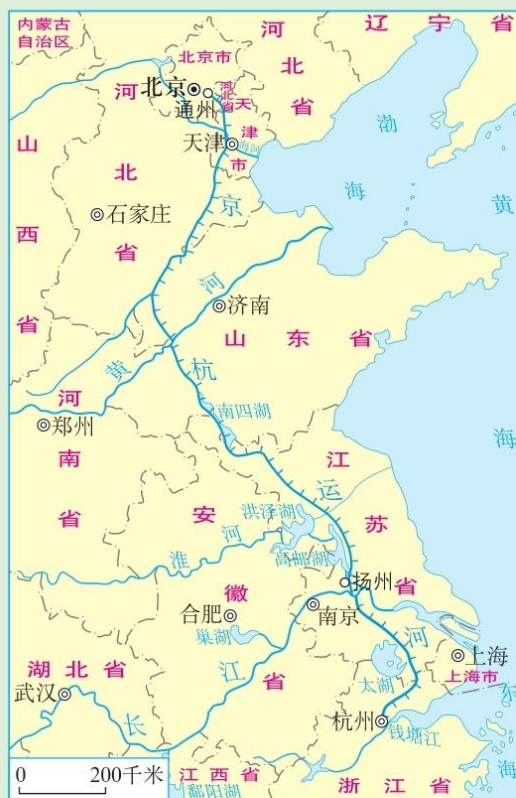 内蒙古
自治区
河北省
辽宁省
北京市
北京
通州
河北省
天津市
天津
海河
渤海
黄海
山西省
河北省
石家庄
京杭运河
黄河
济南
山东省
南四湖
郑州
河南省
江苏省
安徽省
洪泽湖
淮河
高邮湖
扬州
南京
合肥
巢湖
长江
湖北省
武汉
太湖
上海
上海市
杭州
钱塘江
东海
江西省
鄱阳湖
浙江省
0 200千米